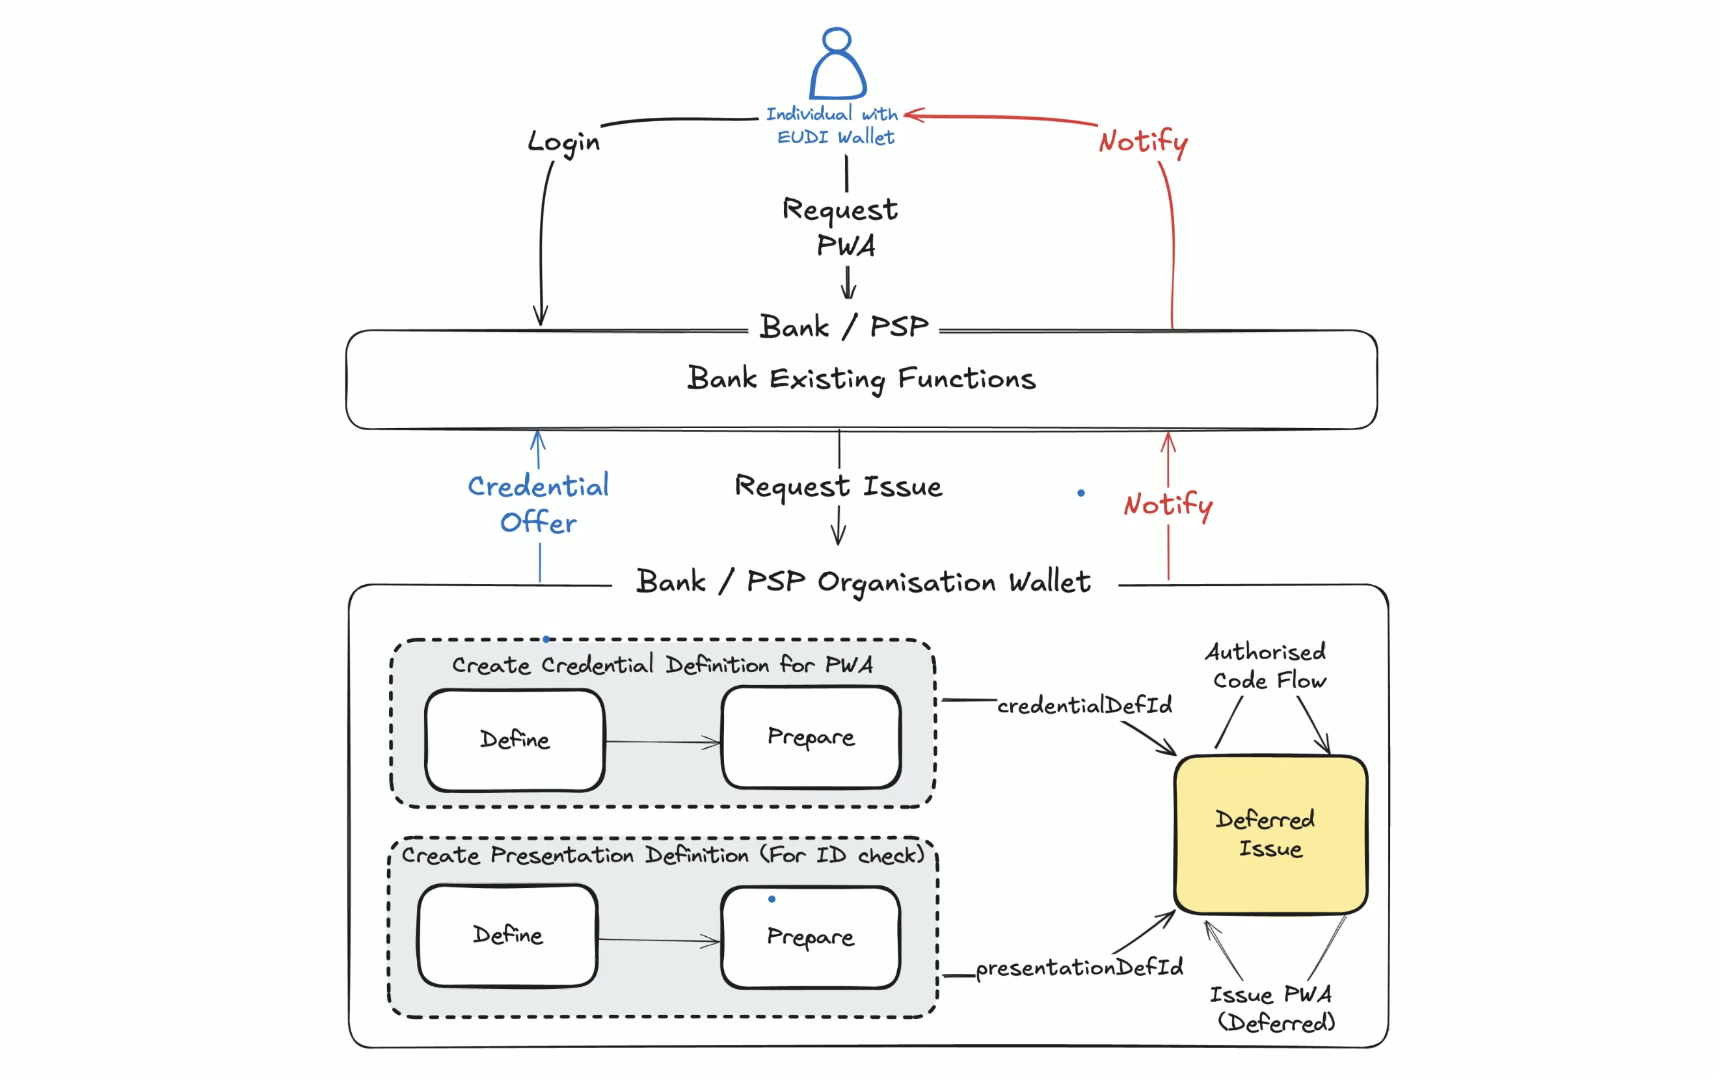 Individual with
EUDI Wallet
Login
Notify
Request
PWA
Bank / PSP
Bank Existing Functions
Credential
Offer
Request Issue
Notify
Bank / PSP Organisation Wallet
Create Credential Definition for PWA
Define
Prepare
credentialDefId
Authorised
Code Flow
Deferred
Issue
Create Presentation Definition (For ID check)
Define
Prepare
presentationDefId
Issue PWA
(Deferred)